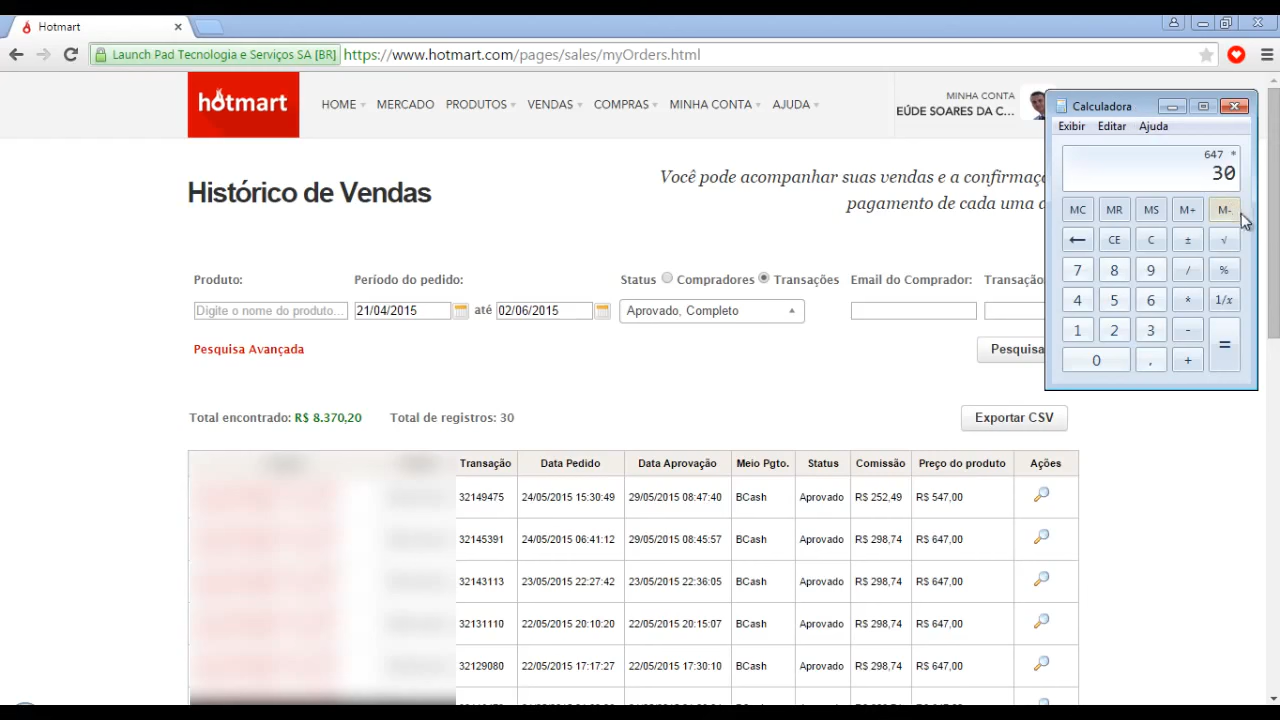 Hotmart
Launch Pad Tecnologia e Serviços SA [BR]
https://www.hotmart.com/pages/sales/myOrders.html
hotmart
HOME
MERCADO
PRODUTOS
VENDAS
COMPRAS
MINHA CONTA
AJUDA
MINHA CONTA
EÚDE SOARES DA C...
Histórico de Vendas
Você pode acompanhar suas vendas e a confirmaç
pagamento de cada uma d
Produto:
Período do pedido:
Status
Compradores
Transações
Email do Comprador:
Transação
Digite o nome do produto...
21/04/2015
até
02/06/2015
Aprovado, Completo
Pesquisa Avançada
Pesquisa
Total encontrado: R$ 8.370,20
Total de registros: 30
Exportar CSV
Transação Data Pedido Data Aprovação Meio Pgto. Status Comissão Preço do produto Ações
32149475 24/05/2015 15:30:49 29/05/2015 08:47:40 BCash Aprovado R$ 252,49 R$ 547,00
32145391 24/05/2015 06:41:12 29/05/2015 08:45:57 BCash Aprovado R$ 298,74 R$ 647,00
32143113 23/05/2015 22:27:42 23/05/2015 22:36:05 BCash Aprovado R$ 298,74 R$ 647,00
32131110 22/05/2015 20:10:20 22/05/2015 20:15:07 BCash Aprovado R$ 298,74 R$ 647,00
32129080 22/05/2015 17:17:27 22/05/2015 17:30:10 BCash Aprovado R$ 298,74 R$ 647,00
Calculadora
Exibir Editar Ajuda
647 *
30
MC MR MS M+ M-
← CE C ± √
7 8 9 / %
4 5 6 * 1/x
1 2 3 - =
0 , +